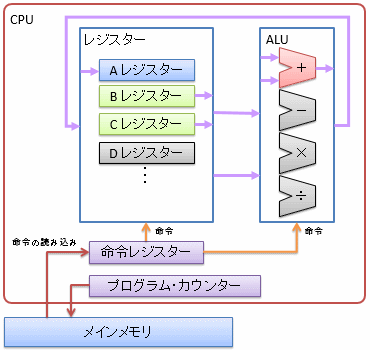 CPU
レジスター
ALU
A レジスター
B レジスター
C レジスター
D レジスター
⋮
+
−
×
÷
命令
命令
命令の読み込み
命令レジスター
プログラム・カウンター
メインメモリ